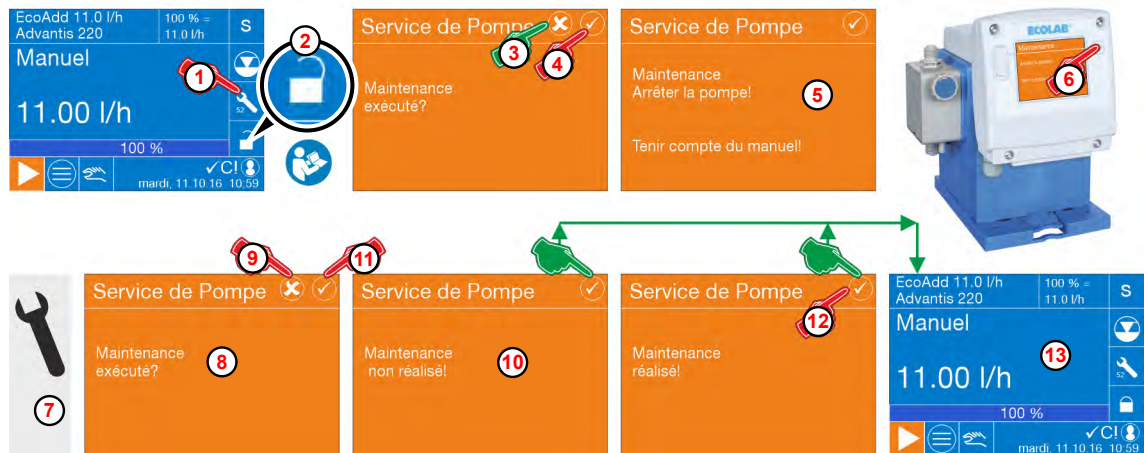 EcoAdd 11.0 l/h
Advantis 220
100 % =
11.0 l/h
S
Manuel
1
2
52
11.00 l/h
100 %
✓C!
mardi, 11.10.16 10:59
Service de Pompe
3
4
Maintenance
exécuté?
Service de Pompe
Maintenance
Arrêter la pompe!
5
Tenir compte du manuel!
ECOLAB
Maintenance
6
7
9
11
Service de Pompe
Maintenance
exécuté?
8
Service de Pompe
Maintenance
non réalisé!
10
Service de Pompe
12
Maintenance
réalisé!
EcoAdd 11.0 l/h
Advantis 220
100 % =
11.0 l/h
S
Manuel
13
52
11.00 l/h
100 %
✓C!
mardi, 11.10.16 10:59